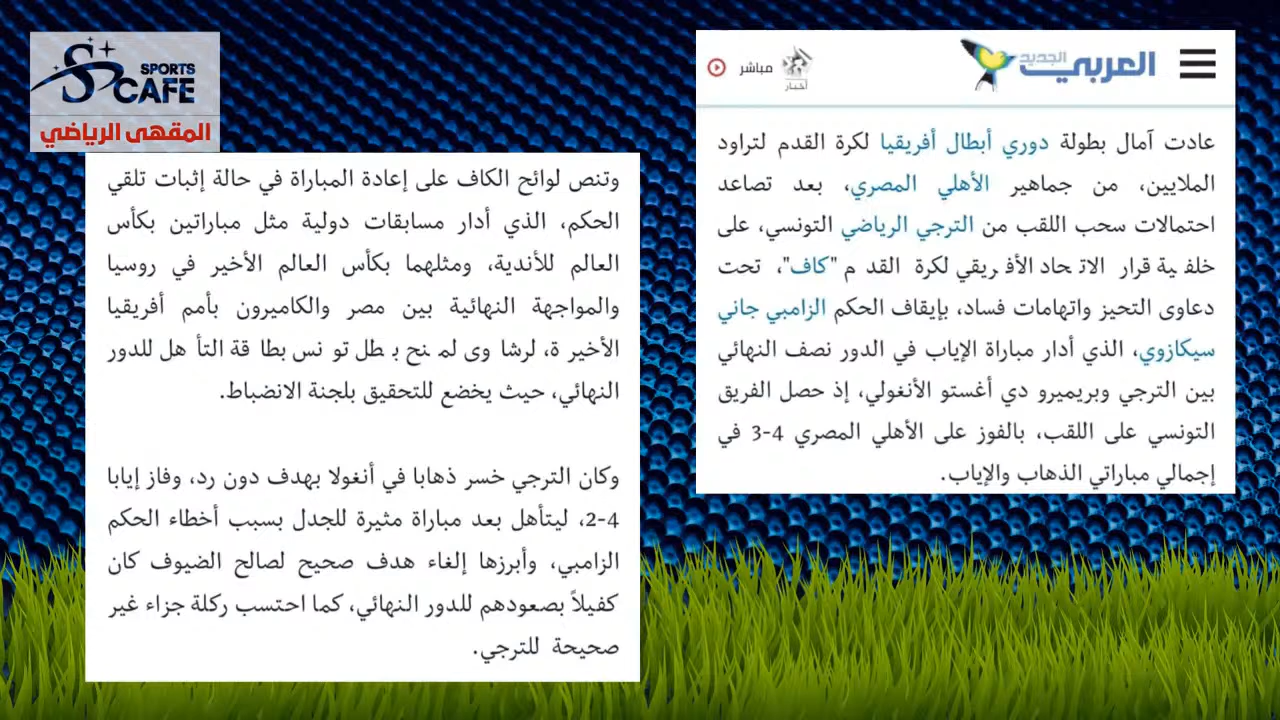 SPORTS
CAFE
المقهى الرياضي
العربي الجديد
أخبار
مباشر
عادت آمال بطولة دوري أبطال أفريقيا لكرة القدم لتراود
الملايين، من جماهير الأهلي المصري، بعد تصاعد
احتمالات سحب اللقب من الترجي الرياضي التونسي، على
خلفية قرار الاتحاد الأفريقي لكرة القدم "كاف"، تحت
دعاوى التحيز واتهامات فساد، بإيقاف الحكم الزامبي جاني
سيكازوي، الذي أدار مباراة الإياب في الدور نصف النهائي
بين الترجي وبريميرو دي أغستو الأنغولي، إذ حصل الفريق
التونسي على اللقب، بالفوز على الأهلي المصري 4-3 في
إجمالي مباراتي الذهاب والإياب.
وتنص لوائح الكاف على إعادة المباراة في حالة إثبات تلقي
الحكم، الذي أدار مسابقات دولية مثل مباراتين بكأس
العالم للأندية، ومثلهما بكأس العالم الأخير في روسيا
والمواجهة النهائية بين مصر والكاميرون بأمم أفريقيا
الأخيرة، لرشاوى لمنح بطل تونس بطاقة التأهل للدور
النهائي، حيث يخضع للتحقيق بلجنة الانضباط.
وكان الترجي خسر ذهابا في أنغولا بهدف دون رد، وفاز إيابا
4-2، ليتأهل بعد مباراة مثيرة للجدل بسبب أخطاء الحكم
الزامبي، وأبرزها إلغاء هدف صحيح لصالح الضيوف كان
كفيلاً بصعودهم للدور النهائي، كما احتسب ركلة جزاء غير
صحيحة للترجي.